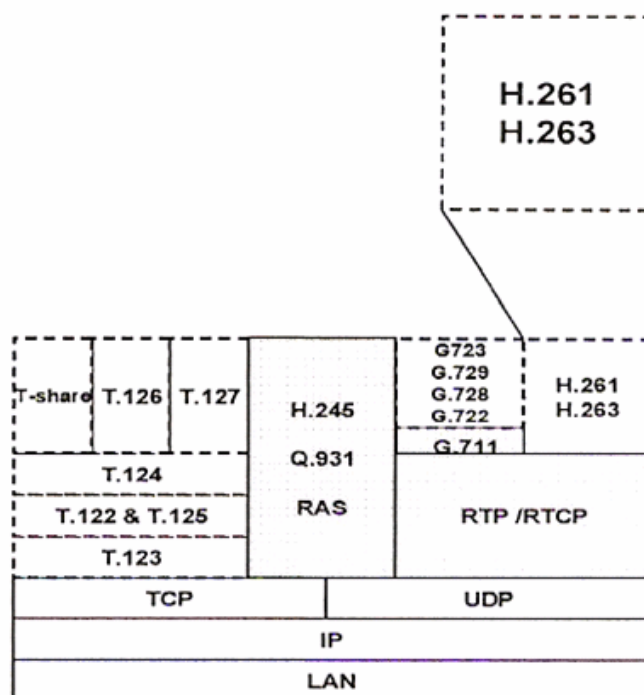 H.261
H.263
T-share
T.126
T.127
H.245
Q.931
RAS
G723
G.729
G.728
G.722
G.711
H.261
H.263
T.124
T.122 & T.125
T.123
RTP /RTCP
TCP
UDP
IP
LAN